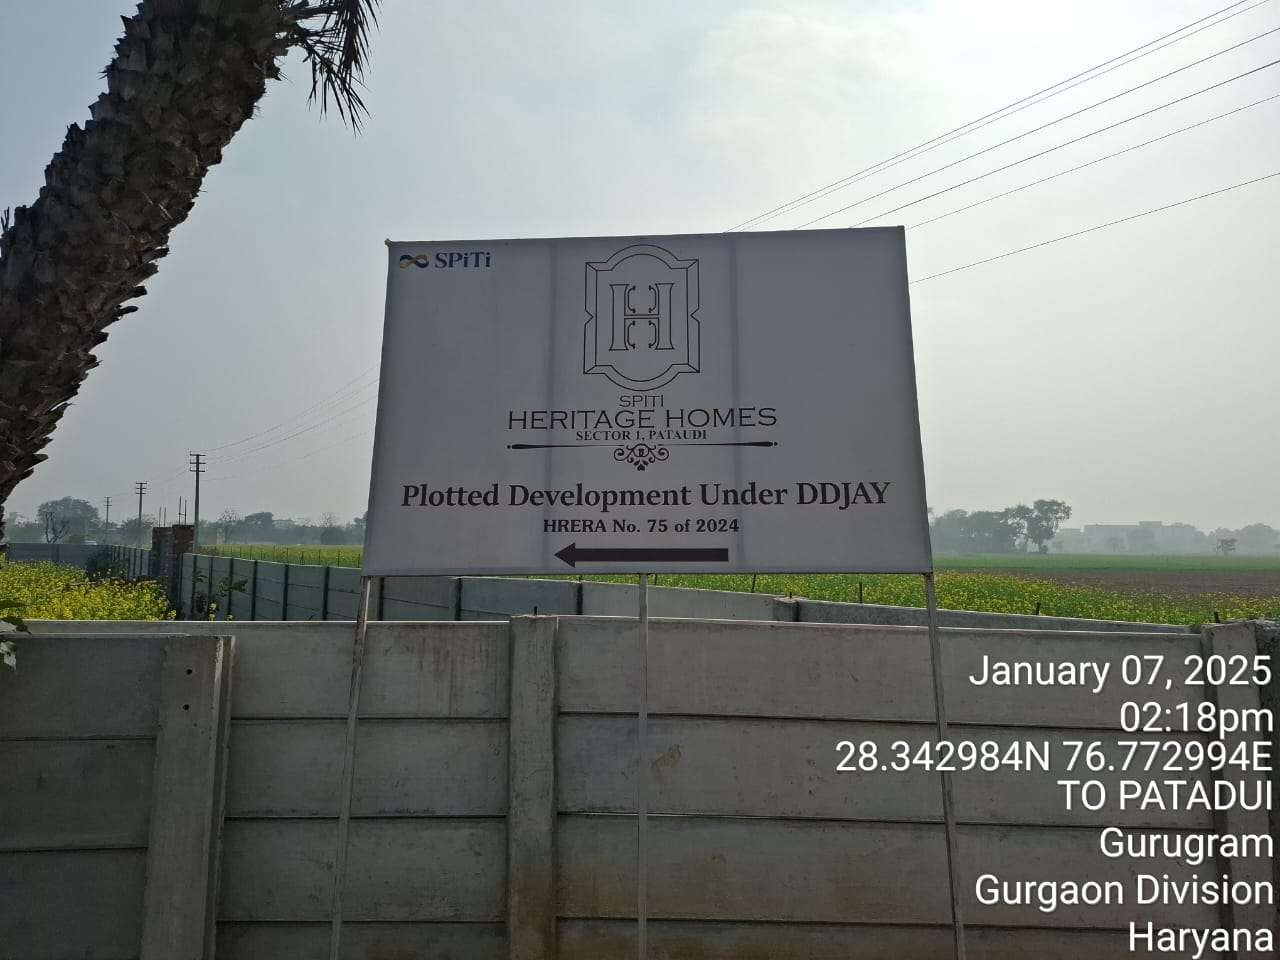 SPiTi
H
SPITI
HERITAGE HOMES
SECTOR 1, PATAUDI
Plotted Development Under DDJAY
HRERA No. 75 of 2024
January 07, 2025
02:18pm
28.342984N 76.772994E
TO PATADUI
Gurugram
Gurgaon Division
Haryana